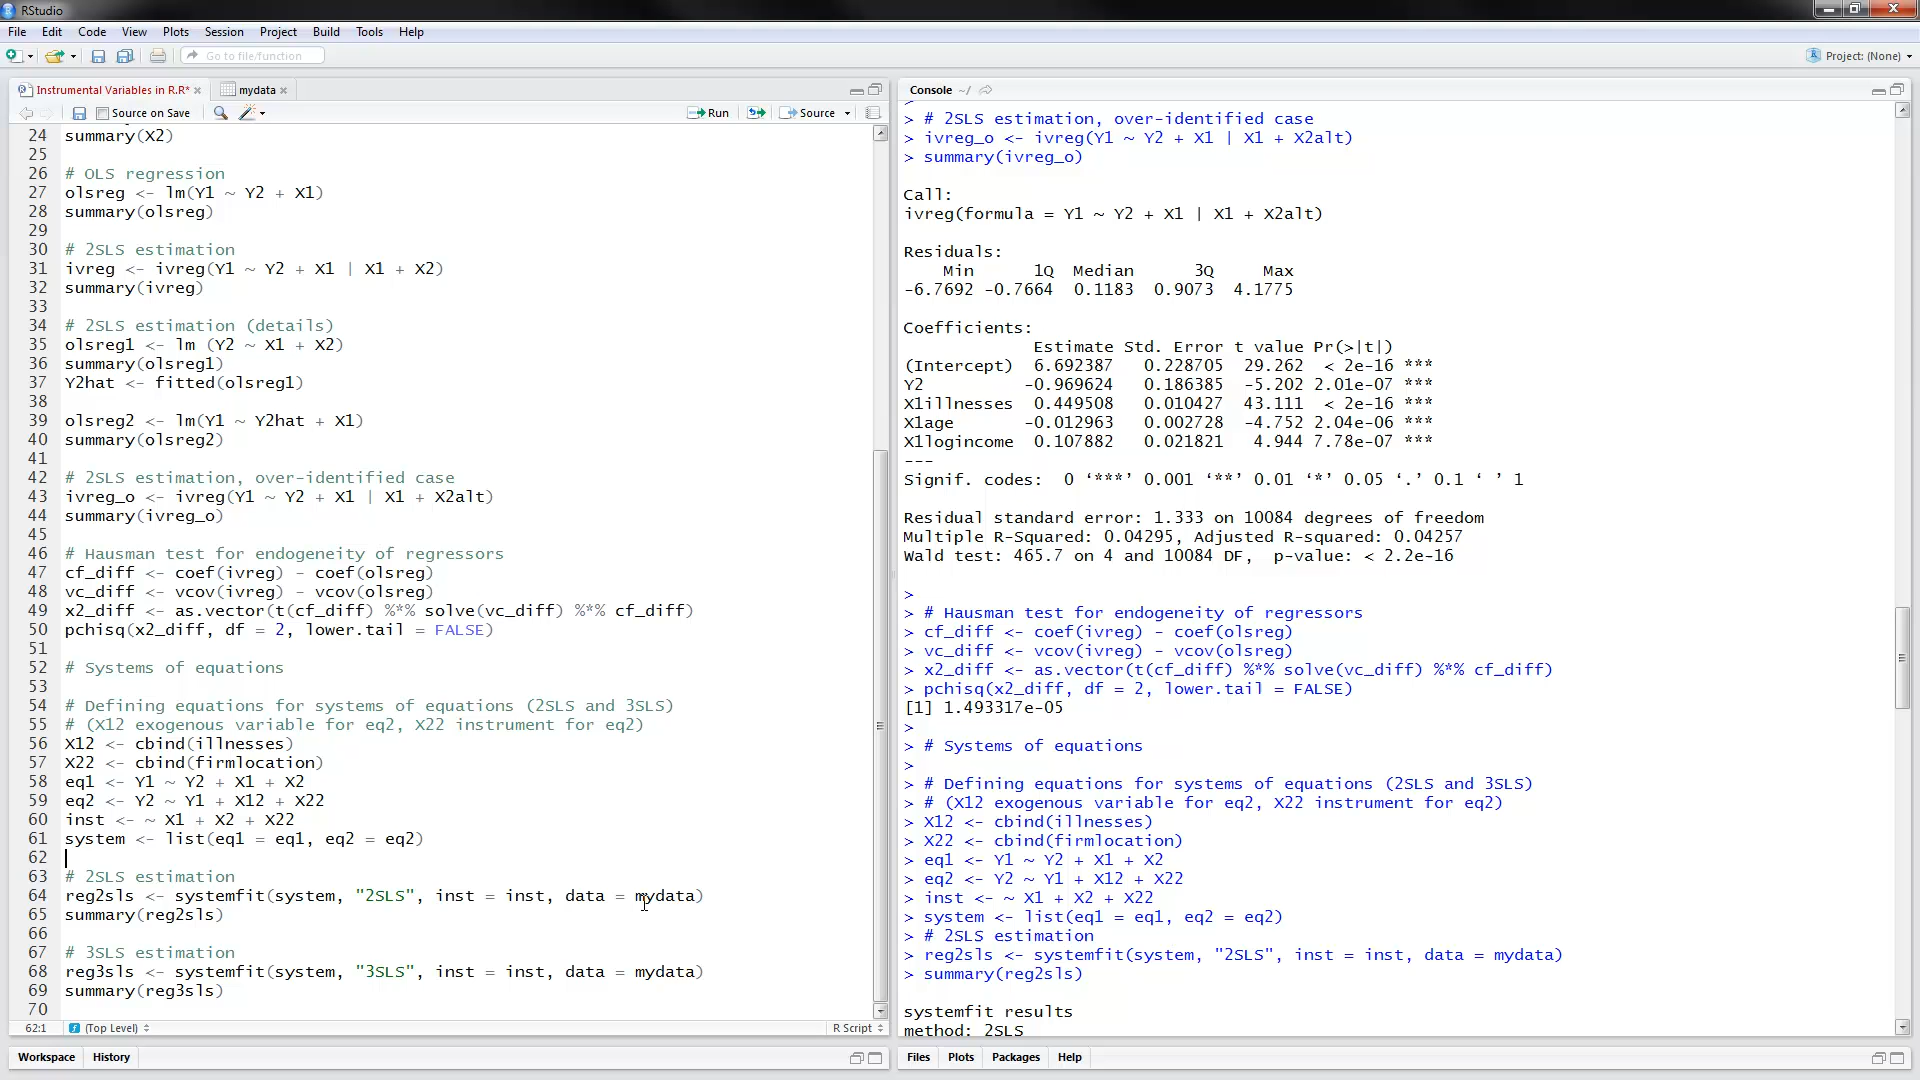 RStudio
File Edit Code View Plots Session Project Build Tools Help
Go to file/function
Project: (None)
Instrumental Variables in R.R* mydata
Source on Save Run Source
24 summary(X2)
25
26 # OLS regression
27 olsreg <- lm(Y1 ~ Y2 + X1)
28 summary(olsreg)
29
30 # 2SLS estimation
31 ivreg <- ivreg(Y1 ~ Y2 + X1 | X1 + X2)
32 summary(ivreg)
33
34 # 2SLS estimation (details)
35 olsreg1 <- lm (Y2 ~ X1 + X2)
36 summary(olsreg1)
37 Y2hat <- fitted(olsreg1)
38
39 olsreg2 <- lm(Y1 ~ Y2hat + X1)
40 summary(olsreg2)
41
42 # 2SLS estimation, over-identified case
43 ivreg_o <- ivreg(Y1 ~ Y2 + X1 | X1 + X2alt)
44 summary(ivreg_o)
45
46 # Hausman test for endogeneity of regressors
47 cf_diff <- coef(ivreg) - coef(olsreg)
48 vc_diff <- vcov(ivreg) - vcov(olsreg)
49 x2_diff <- as.vector(t(cf_diff) %*% solve(vc_diff) %*% cf_diff)
50 pchisq(x2_diff, df = 2, lower.tail = FALSE)
51
52 # Systems of equations
53
54 # Defining equations for systems of equations (2SLS and 3SLS)
55 # (X12 exogenous variable for eq2, X22 instrument for eq2)
56 X12 <- cbind(illnesses)
57 X22 <- cbind(firmlocation)
58 eq1 <- Y1 ~ Y2 + X1 + X2
59 eq2 <- Y2 ~ Y1 + X12 + X22
60 inst <- ~ X1 + X2 + X22
61 system <- list(eq1 = eq1, eq2 = eq2)
62
63 # 2SLS estimation
64 reg2sls <- systemfit(system, "2SLS", inst = inst, data = mydata)
65 summary(reg2sls)
66
67 # 3SLS estimation
68 reg3sls <- systemfit(system, "3SLS", inst = inst, data = mydata)
69 summary(reg3sls)
70
62:1 (Top Level) R Script
Workspace History
Console ~/
>
> # 2SLS estimation, over-identified case
> ivreg_o <- ivreg(Y1 ~ Y2 + X1 | X1 + X2alt)
> summary(ivreg_o)
Call:
ivreg(formula = Y1 ~ Y2 + X1 | X1 + X2alt)
Residuals:
Min 1Q Median 3Q Max
-6.7692 -0.7664 0.1183 0.9073 4.1775
Coefficients:
Estimate Std. Error t value Pr(>|t|)
(Intercept) 6.692387 0.228705 29.262 < 2e-16 ***
Y2 -0.969624 0.186385 -5.202 2.01e-07 ***
X1illnesses 0.449508 0.010427 43.111 < 2e-16 ***
X1age -0.012963 0.002728 -4.752 2.04e-06 ***
X1logincome 0.107882 0.021821 4.944 7.78e-07 ***
---
Signif. codes: 0 ‘***’ 0.001 ‘**’ 0.01 ‘*’ 0.05 ‘.’ 0.1 ‘ ’ 1
Residual standard error: 1.333 on 10084 degrees of freedom
Multiple R-Squared: 0.04295, Adjusted R-squared: 0.04257
Wald test: 465.7 on 4 and 10084 DF, p-value: < 2.2e-16
>
> # Hausman test for endogeneity of regressors
> cf_diff <- coef(ivreg) - coef(olsreg)
> vc_diff <- vcov(ivreg) - vcov(olsreg)
> x2_diff <- as.vector(t(cf_diff) %*% solve(vc_diff) %*% cf_diff)
> pchisq(x2_diff, df = 2, lower.tail = FALSE)
[1] 1.493317e-05
>
> # Systems of equations
>
> # Defining equations for systems of equations (2SLS and 3SLS)
> # (X12 exogenous variable for eq2, X22 instrument for eq2)
> X12 <- cbind(illnesses)
> X22 <- cbind(firmlocation)
> eq1 <- Y1 ~ Y2 + X1 + X2
> eq2 <- Y2 ~ Y1 + X12 + X22
> inst <- ~ X1 + X2 + X22
> system <- list(eq1 = eq1, eq2 = eq2)
> # 2SLS estimation
> reg2sls <- systemfit(system, "2SLS", inst = inst, data = mydata)
> summary(reg2sls)
systemfit results
method: 2SLS
Files Plots Packages Help